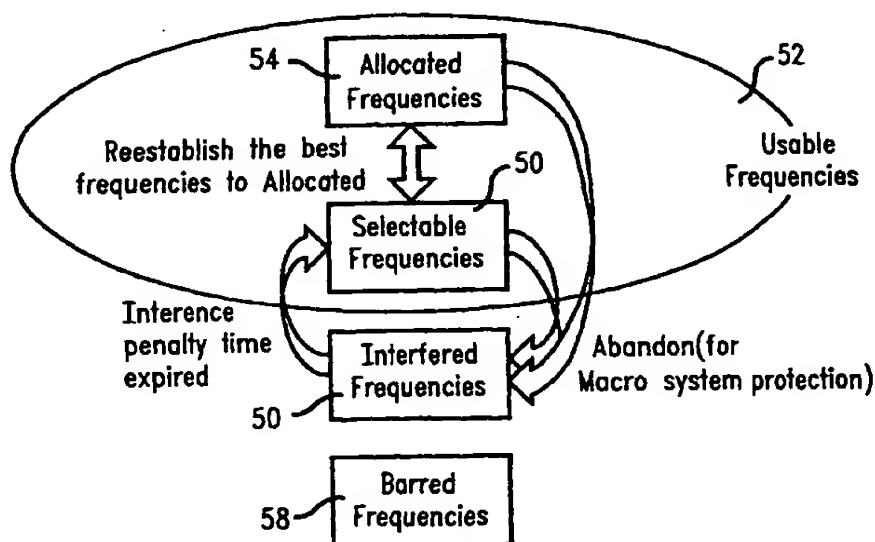 54
Allocated
Frequencies
52
Usable
Frequencies
Reestablish the best
frequencies to Allocated
50
Selectable
Frequencies
Inference
penalty time
expired
Interfered
Frequencies
50
Abandon(for
Macro system protection)
Barred
Frequencies
58